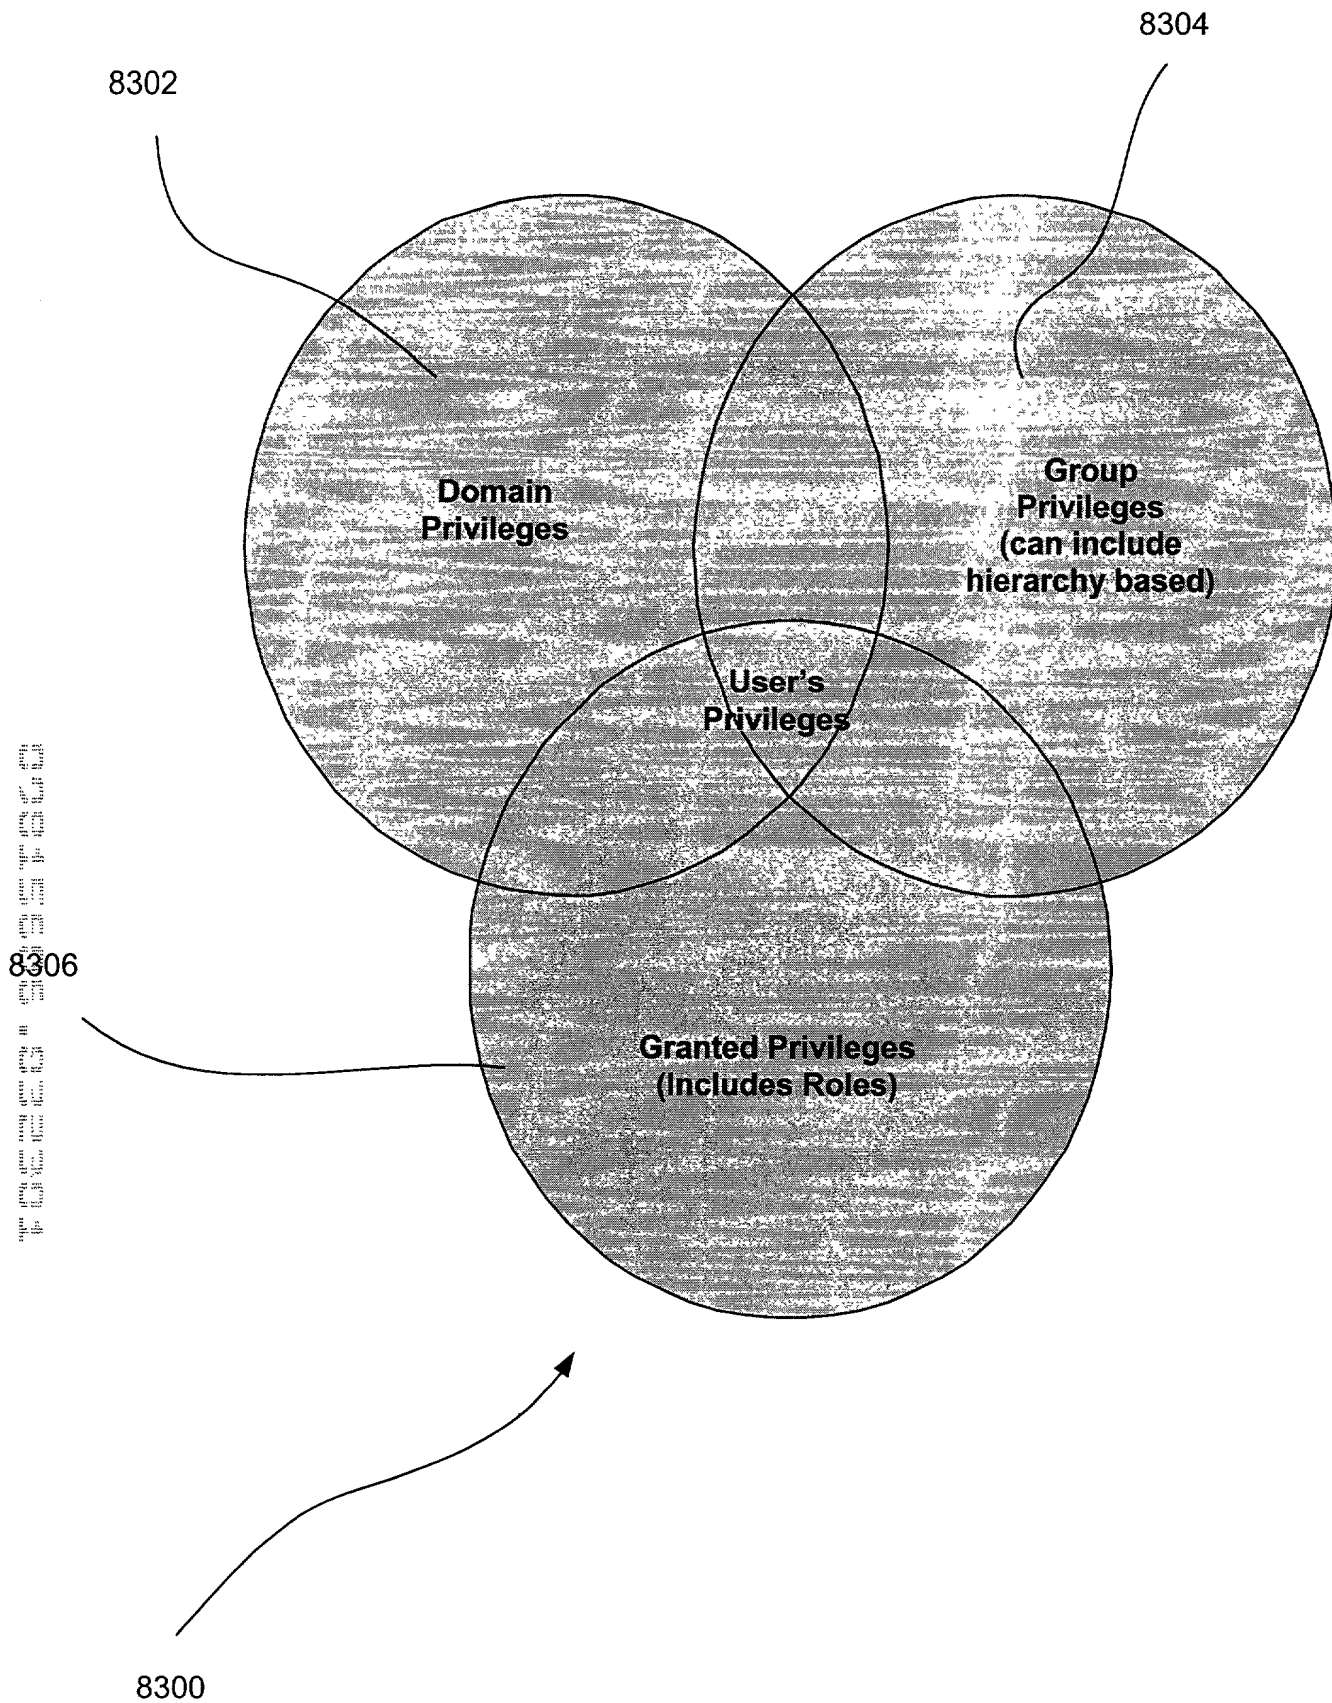 8304
8302
Domain
Privileges
Group
Privileges
(can include
hierarchy based)
User's
Privileges
8306
Granted Privileges
(Includes Roles)
8300